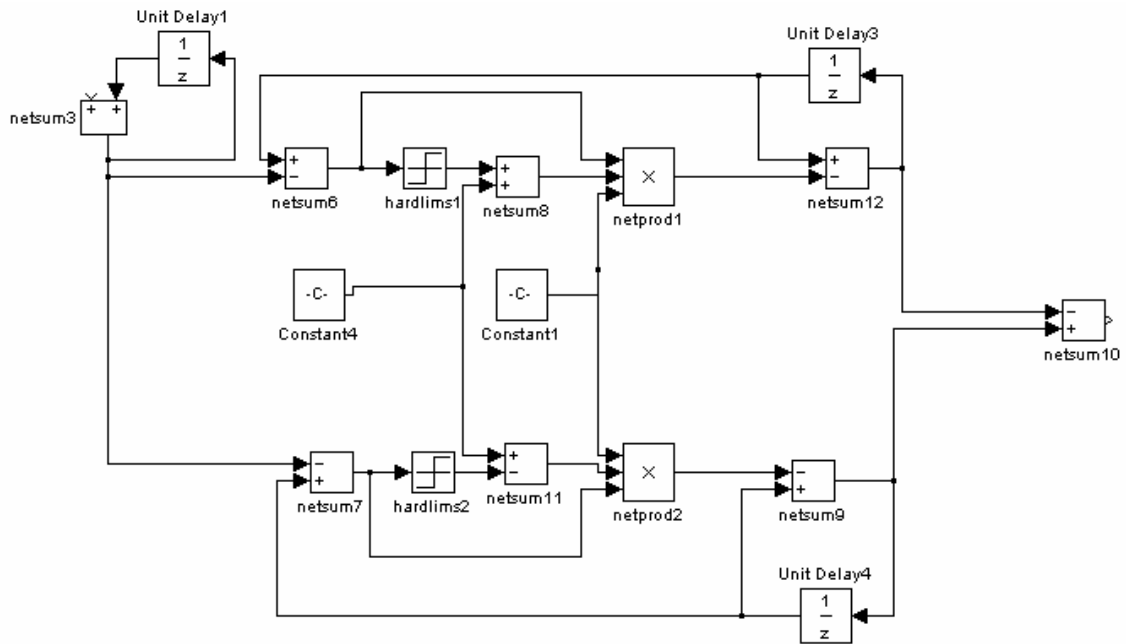 Unit Delay1
1
z
Unit Delay3
1
z
+ +
netsum3
+
−
netsum6
hardlims1
+
+
netsum8
×
netprod1
+
−
netsum12
-C-
Constant4
-C-
Constant1
−
+
netsum10
−
+
netsum7
hardlims2
+
−
netsum11
×
netprod2
−
+
netsum9
Unit Delay4
1
z